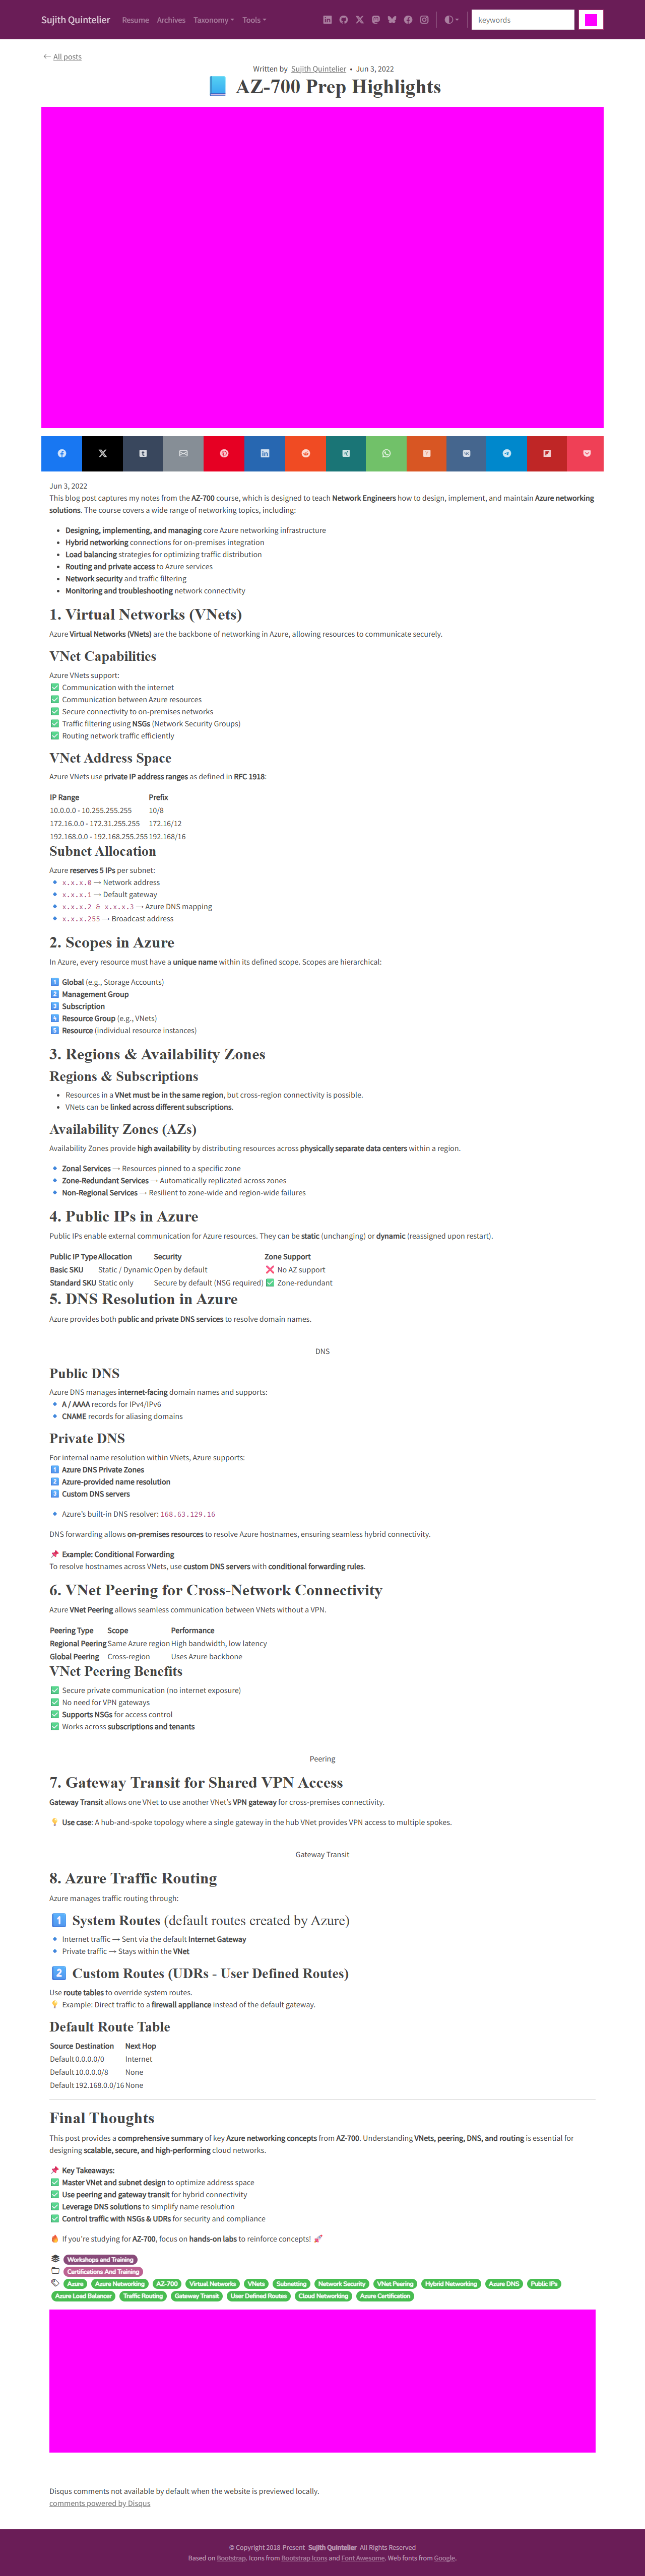 Sujith Quintelier Resume Archives Taxonomy Tools keywords
← All posts
Written by Sujith Quintelier • Jun 3, 2022
📘 AZ-700 Prep Highlights
Jun 3, 2022
This blog post captures my notes from the AZ-700 course, which is designed to teach Network Engineers how to design, implement, and maintain Azure networking
solutions. The course covers a wide range of networking topics, including:
• Designing, implementing, and managing core Azure networking infrastructure
• Hybrid networking connections for on-premises integration
• Load balancing strategies for optimizing traffic distribution
• Routing and private access to Azure services
• Network security and traffic filtering
• Monitoring and troubleshooting network connectivity
1. Virtual Networks (VNets)
Azure Virtual Networks (VNets) are the backbone of networking in Azure, allowing resources to communicate securely.
VNet Capabilities
Azure VNets support:
✅ Communication with the internet
✅ Communication between Azure resources
✅ Secure connectivity to on-premises networks
✅ Traffic filtering using NSGs (Network Security Groups)
✅ Routing network traffic efficiently
VNet Address Space
Azure VNets use private IP address ranges as defined in RFC 1918:
IP Range Prefix
10.0.0.0 - 10.255.255.255 10/8
172.16.0.0 - 172.31.255.255 172.16/12
192.168.0.0 - 192.168.255.255 192.168/16
Subnet Allocation
Azure reserves 5 IPs per subnet:
🔹 x.x.x.0 → Network address
🔹 x.x.x.1 → Default gateway
🔹 x.x.x.2 & x.x.x.3 → Azure DNS mapping
🔹 x.x.x.255 → Broadcast address
2. Scopes in Azure
In Azure, every resource must have a unique name within its defined scope. Scopes are hierarchical:
1️⃣ Global (e.g., Storage Accounts)
2️⃣ Management Group
3️⃣ Subscription
4️⃣ Resource Group (e.g., VNets)
5️⃣ Resource (individual resource instances)
3. Regions & Availability Zones
Regions & Subscriptions
• Resources in a VNet must be in the same region, but cross-region connectivity is possible.
• VNets can be linked across different subscriptions.
Availability Zones (AZs)
Availability Zones provide high availability by distributing resources across physically separate data centers within a region.
🔹 Zonal Services → Resources pinned to a specific zone
🔹 Zone-Redundant Services → Automatically replicated across zones
🔹 Non-Regional Services → Resilient to zone-wide and region-wide failures
4. Public IPs in Azure
Public IPs enable external communication for Azure resources. They can be static (unchanging) or dynamic (reassigned upon restart).
Public IP Type Allocation Security Zone Support
Basic SKU Static / Dynamic Open by default ❌ No AZ support
Standard SKU Static only Secure by default (NSG required) ✅ Zone-redundant
5. DNS Resolution in Azure
Azure provides both public and private DNS services to resolve domain names.
DNS
Public DNS
Azure DNS manages internet-facing domain names and supports:
🔹 A / AAAA records for IPv4/IPv6
🔹 CNAME records for aliasing domains
Private DNS
For internal name resolution within VNets, Azure supports:
1️⃣ Azure DNS Private Zones
2️⃣ Azure-provided name resolution
3️⃣ Custom DNS servers
🔹 Azure’s built-in DNS resolver: 168.63.129.16
DNS forwarding allows on-premises resources to resolve Azure hostnames, ensuring seamless hybrid connectivity.
📌 Example: Conditional Forwarding
To resolve hostnames across VNets, use custom DNS servers with conditional forwarding rules.
6. VNet Peering for Cross-Network Connectivity
Azure VNet Peering allows seamless communication between VNets without a VPN.
Peering Type Scope Performance
Regional Peering Same Azure region High bandwidth, low latency
Global Peering Cross-region Uses Azure backbone
VNet Peering Benefits
✅ Secure private communication (no internet exposure)
✅ No need for VPN gateways
✅ Supports NSGs for access control
✅ Works across subscriptions and tenants
Peering
7. Gateway Transit for Shared VPN Access
Gateway Transit allows one VNet to use another VNet’s VPN gateway for cross-premises connectivity.
💡 Use case: A hub-and-spoke topology where a single gateway in the hub VNet provides VPN access to multiple spokes.
Gateway Transit
8. Azure Traffic Routing
Azure manages traffic routing through:
1️⃣ System Routes (default routes created by Azure)
🔹 Internet traffic → Sent via the default Internet Gateway
🔹 Private traffic → Stays within the VNet
2️⃣ Custom Routes (UDRs - User Defined Routes)
Use route tables to override system routes.
💡 Example: Direct traffic to a firewall appliance instead of the default gateway.
Default Route Table
Source Destination Next Hop
Default 0.0.0.0/0 Internet
Default 10.0.0.0/8 None
Default 192.168.0.0/16 None
Final Thoughts
This post provides a comprehensive summary of key Azure networking concepts from AZ-700. Understanding VNets, peering, DNS, and routing is essential for
designing scalable, secure, and high-performing cloud networks.
📌 Key Takeaways:
✅ Master VNet and subnet design to optimize address space
✅ Use peering and gateway transit for hybrid connectivity
✅ Leverage DNS solutions to simplify name resolution
✅ Control traffic with NSGs & UDRs for security and compliance
🔥 If you’re studying for AZ-700, focus on hands-on labs to reinforce concepts! 🚀
Workshops and Training
Certifications And Training
Azure Azure Networking AZ-700 Virtual Networks VNets Subnetting Network Security VNet Peering Hybrid Networking Azure DNS Public IPs
Azure Load Balancer Traffic Routing Gateway Transit User Defined Routes Cloud Networking Azure Certification
Disqus comments not available by default when the website is previewed locally.
comments powered by Disqus
© Copyright 2018-Present Sujith Quintelier All Rights Reserved
Based on Bootstrap. Icons from Bootstrap Icons and Font Awesome. Web fonts from Google.